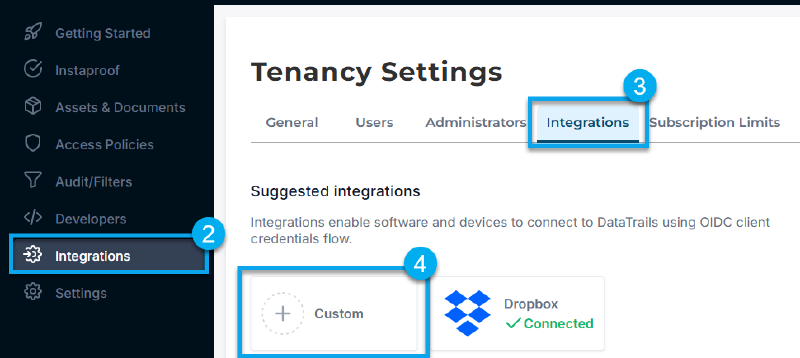 Getting Started
Instaproof
Assets & Documents
Access Policies
Audit/Filters
Developers
2
Integrations
Settings
Tenancy Settings
3
General Users Administrators Integrations Subscription Limits
Suggested integrations
Integrations enable software and devices to connect to DataTrails using OIDC client
credentials flow.
4
Custom
Dropbox
Connected